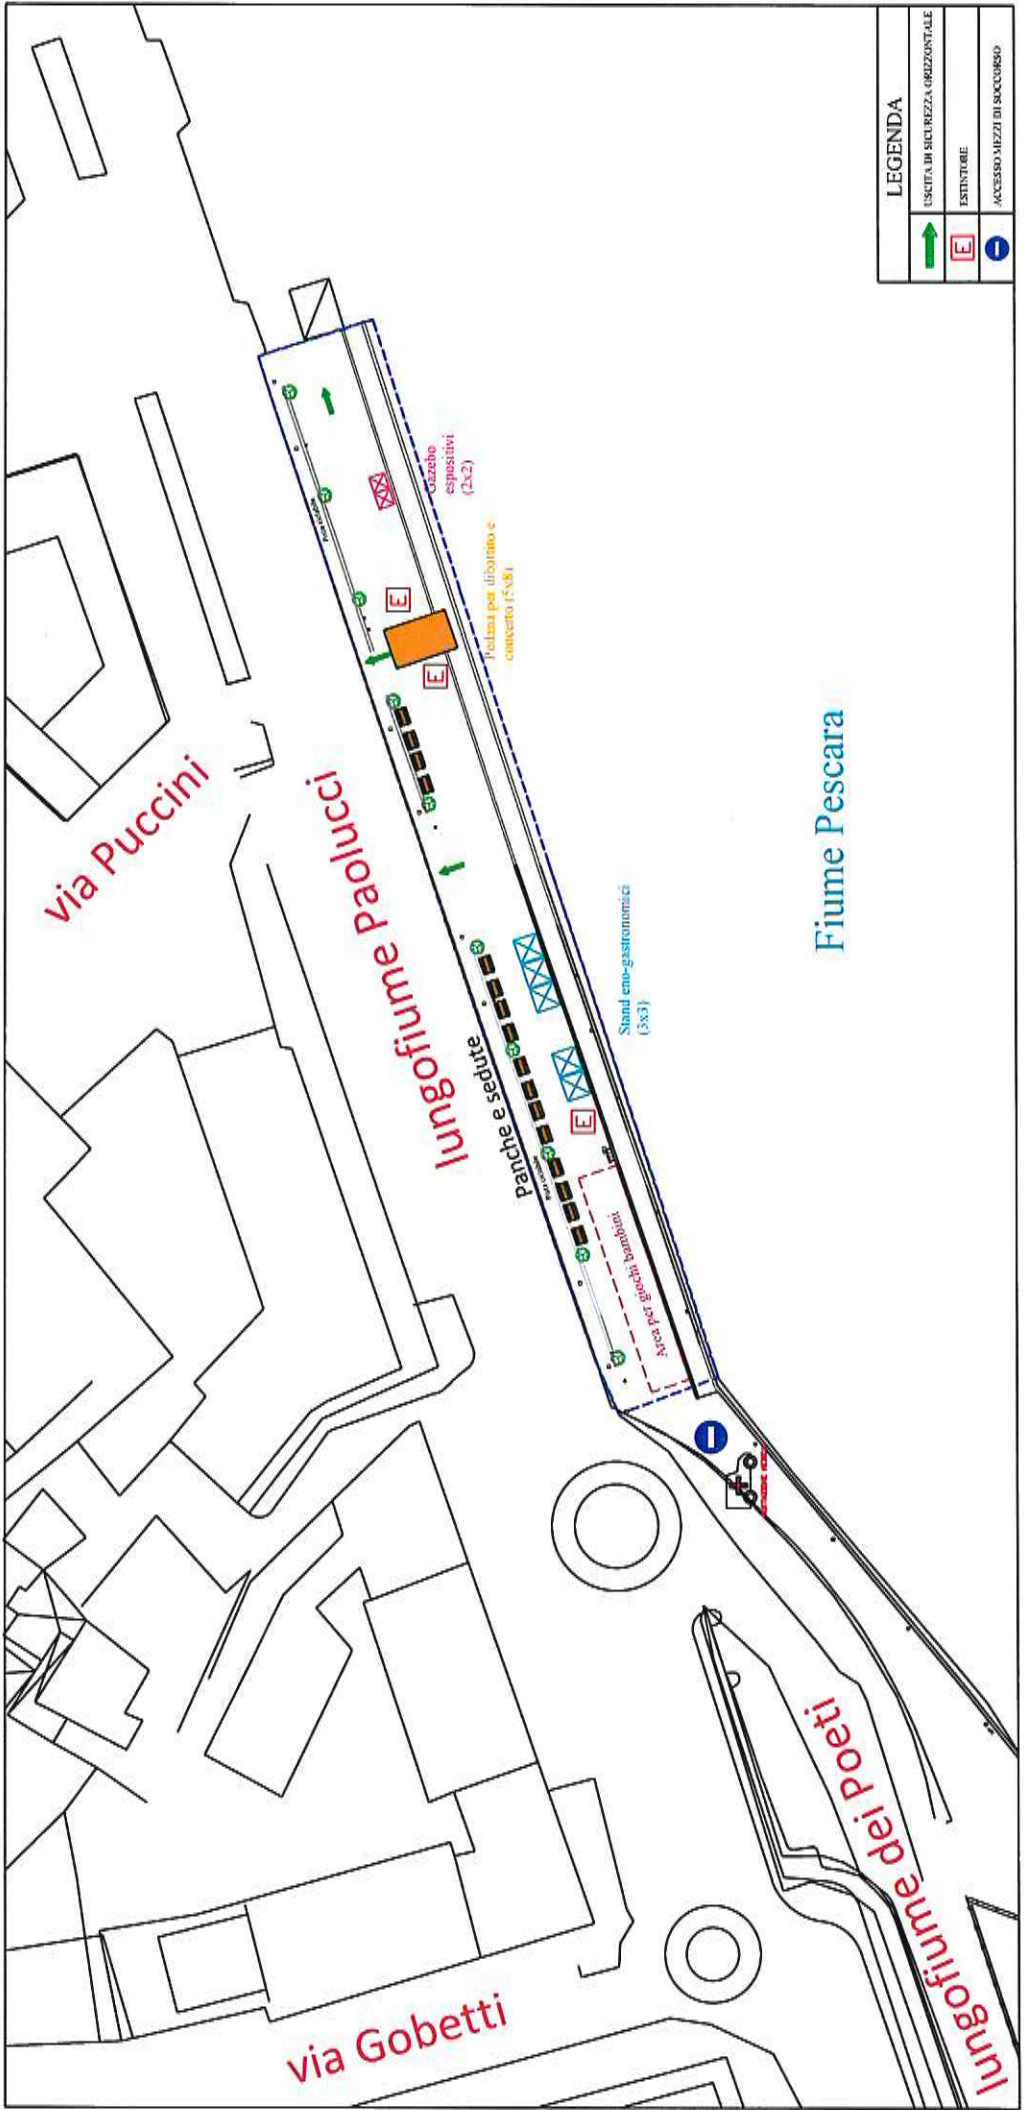 LEGENDA
USCITA DI SICUREZZA ORIZZONTALE
E
ESTINTORE
ACCESSO MEZZI DI SOCCORSO
via Puccini
lungofiume Paolucci
Gazebo
espositivi
(2x2)
Pedana per dibattito e
concerto (5x8)
E
E
Fiume Pescara
Stand eno-gastronomici
(3x3)
Panche e sedute
E
Area per giochi bambini
via Gobetti
lungofiume dei Poeti